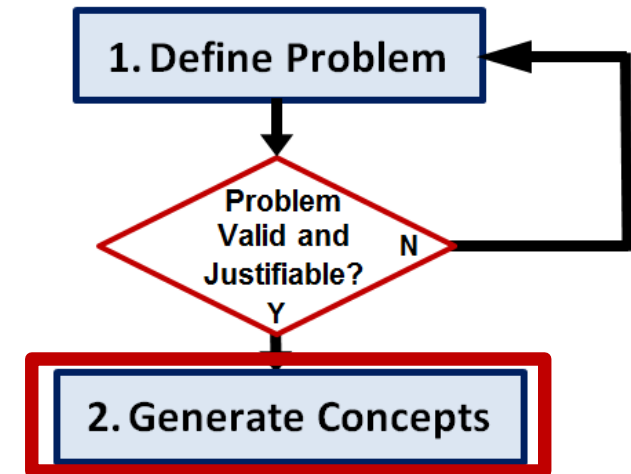 1. Define Problem
Problem
Valid and
N
Justifiable?
Y
2. Generate Concepts